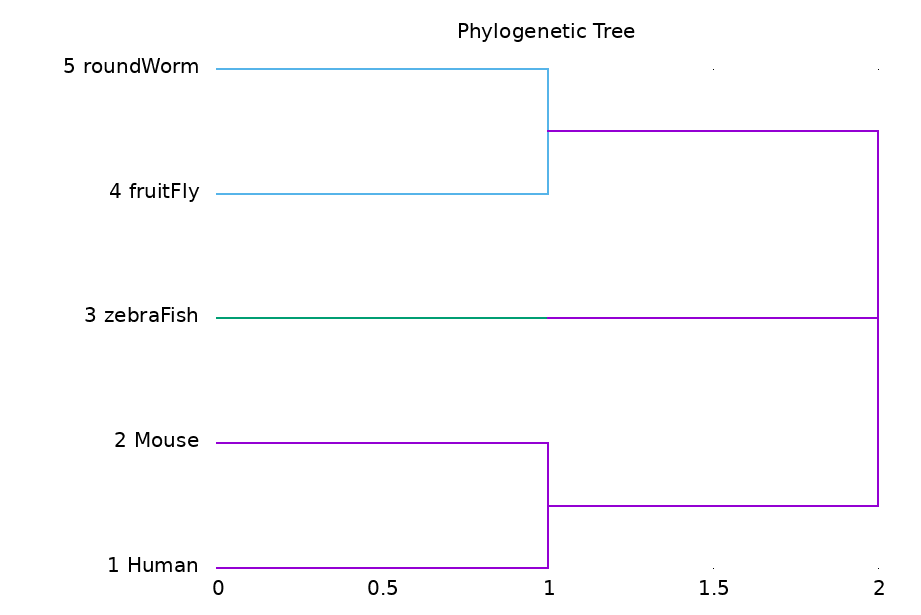 Phylogenetic Tree
5 roundWorm
4 fruitFly
3 zebraFish
2 Mouse
1 Human
0 0.5 1 1.5 2